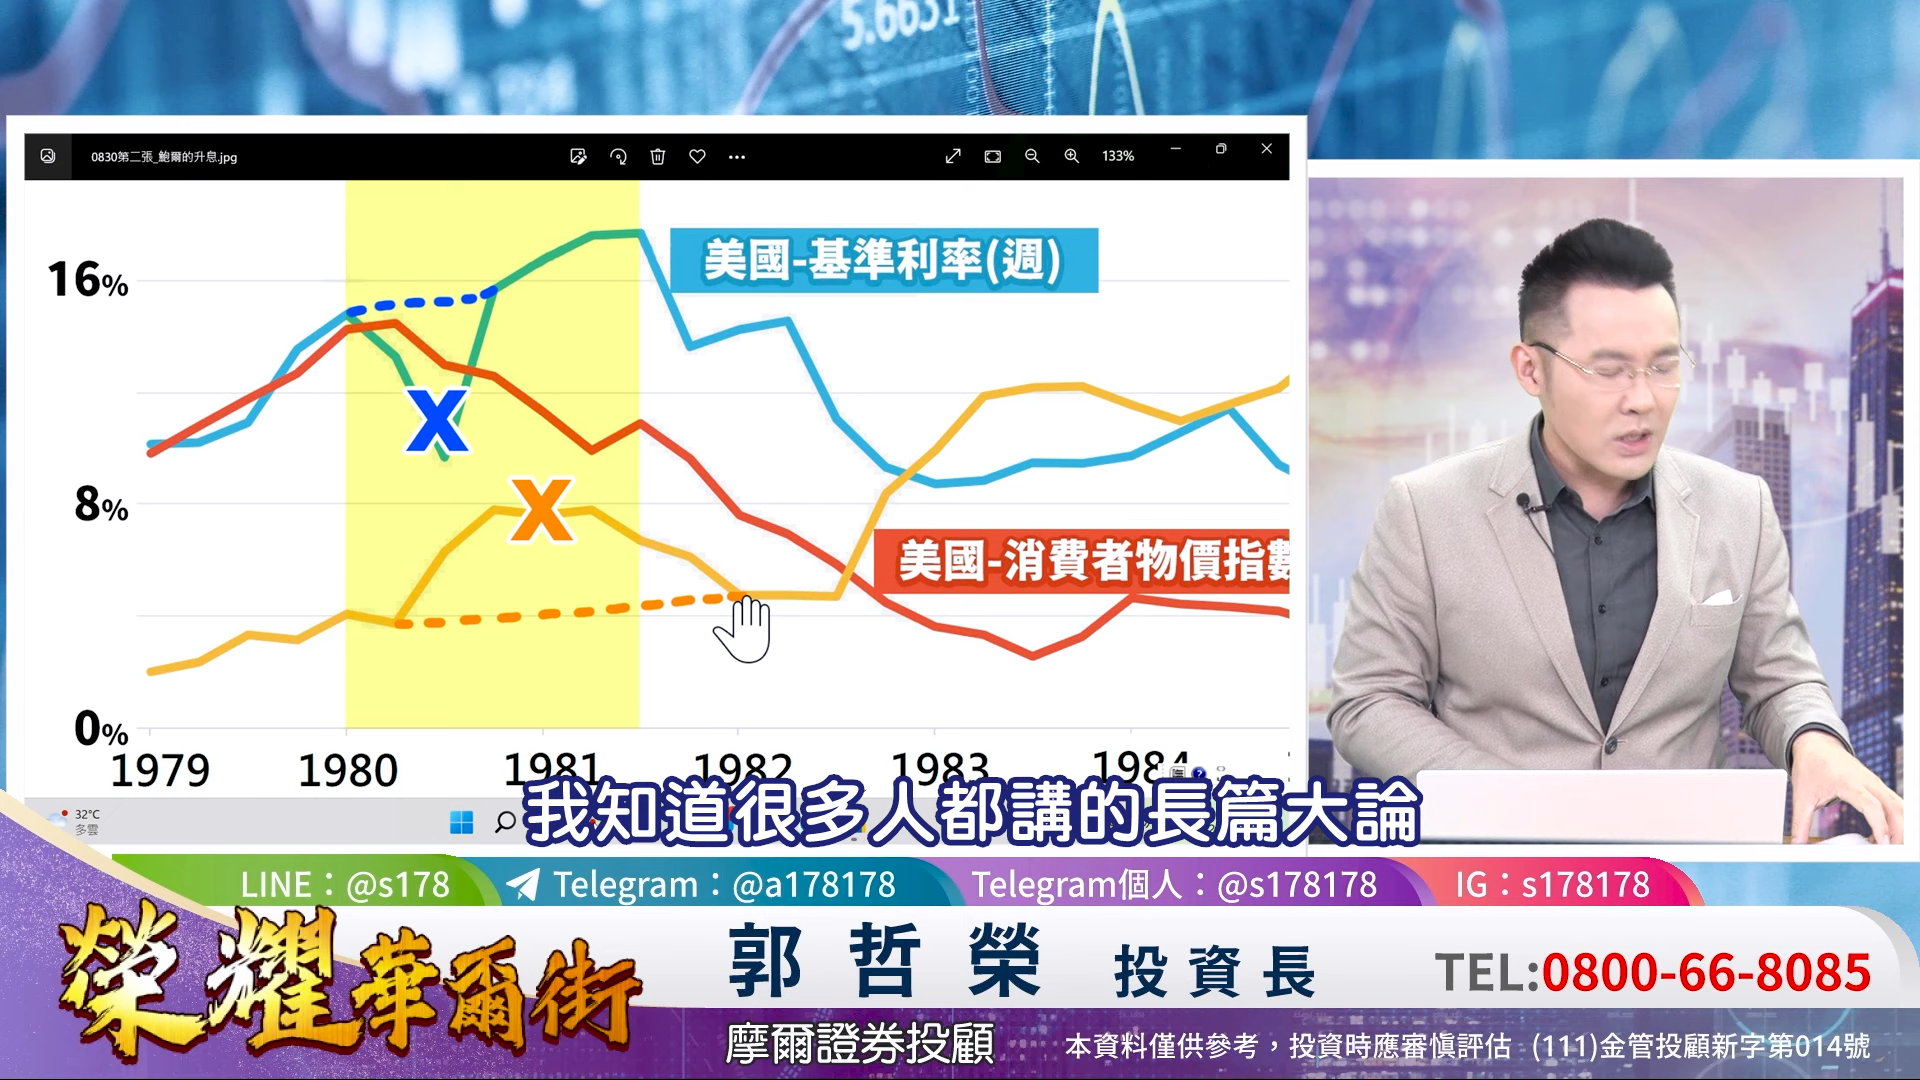 5.6631
0830第二張_鮑爾的升息.jpg
133%
美國-基準利率(週)
16%
8%
美國-消費者物價指數
0%
1979 1980 1981 1982 1983 1984
32°C
多雲
我知道很多人都講的長篇大論
LINE：@s178
Telegram：@a178178
Telegram個人：@s178178
IG：s178178
榮耀華爾街
郭哲榮 投資長
TEL:0800-66-8085
摩爾證券投顧
本資料僅供參考，投資時應審慎評估 (111)金管投顧新字第014號